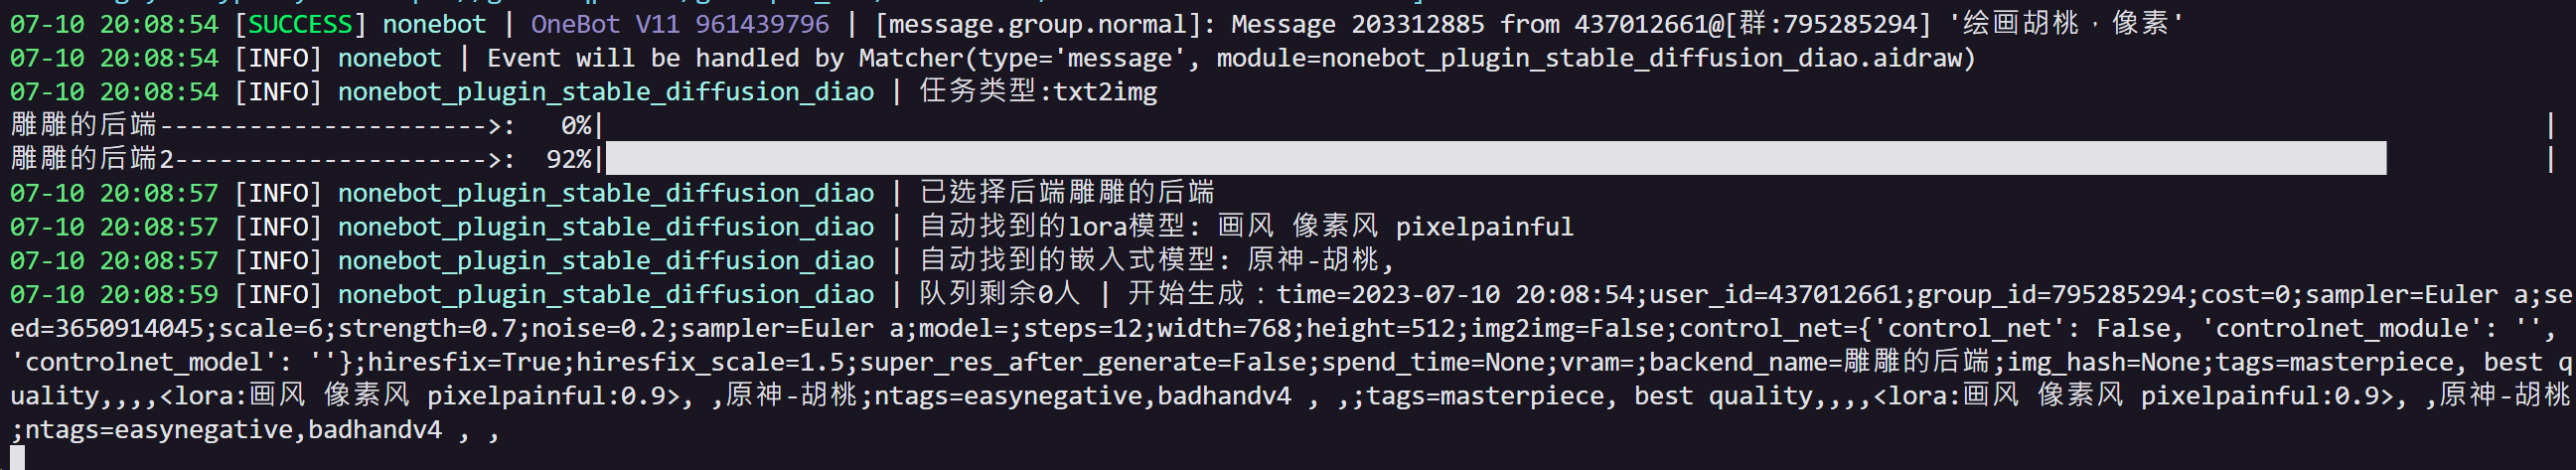 07-10 20:08:54 [SUCCESS] nonebot | OneBot V11 961439796 | [message.group.normal]: Message 203312885 from 437012661@[群:795285294] '绘画胡桃，像素'
07-10 20:08:54 [INFO] nonebot | Event will be handled by Matcher(type='message', module=nonebot_plugin_stable_diffusion_diao.aidraw)
07-10 20:08:54 [INFO] nonebot_plugin_stable_diffusion_diao | 任务类型:txt2img
雕雕的后端---------------------->:   0%|                    |
雕雕的后端2--------------------->:  92%|                    |
07-10 20:08:57 [INFO] nonebot_plugin_stable_diffusion_diao | 已选择后端雕雕的后端
07-10 20:08:57 [INFO] nonebot_plugin_stable_diffusion_diao | 自动找到的lora模型: 画风 像素风 pixelpainful
07-10 20:08:57 [INFO] nonebot_plugin_stable_diffusion_diao | 自动找到的嵌入式模型: 原神-胡桃,
07-10 20:08:59 [INFO] nonebot_plugin_stable_diffusion_diao | 队列剩余0人 | 开始生成：time=2023-07-10 20:08:54;user_id=437012661;group_id=795285294;cost=0;sampler=Euler a;se
ed=3650914045;scale=6;strength=0.7;noise=0.2;sampler=Euler a;model=;steps=12;width=768;height=512;img2img=False;control_net={'control_net': False, 'controlnet_module': '',
'controlnet_model': ''};hiresfix=True;hiresfix_scale=1.5;super_res_after_generate=False;spend_time=None;vram=;backend_name=雕雕的后端;img_hash=None;tags=masterpiece, best q
uality,,,,<lora:画风 像素风 pixelpainful:0.9>, ,原神-胡桃;ntags=easynegative,badhandv4 , ,;tags=masterpiece, best quality,,,,<lora:画风 像素风 pixelpainful:0.9>, ,原神-胡桃
;ntags=easynegative,badhandv4 , ,